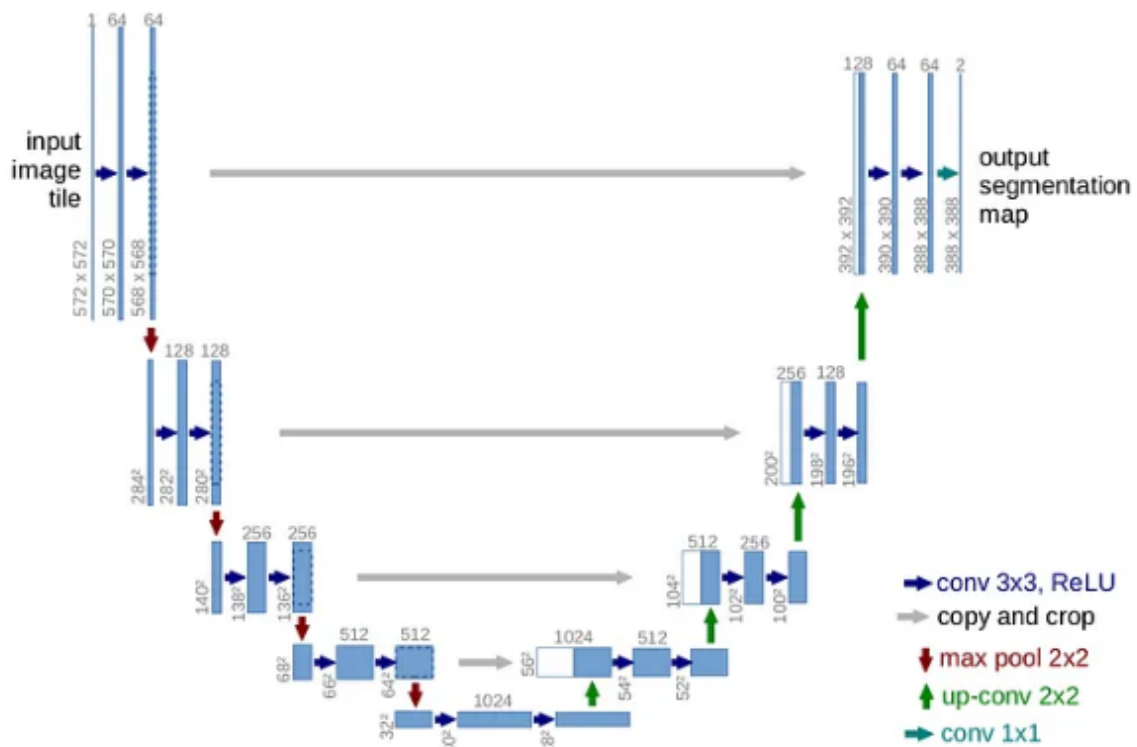 1 64 64
128 64 64 2
input
image
tile
output
segmentation
map
572 x 572
570 x 570
568 x 568
392 x 392
390 x 390
388 x 388
388 x 388
128 128
256 128
284²
282²
280²
200²
198²
196²
256 256
512 256
140²
138²
136²
104²
102²
100²
512 512
1024 512
68²
66²
64²
56²
54²
52²
1024
32²
conv 3x3, ReLU
copy and crop
max pool 2x2
up-conv 2x2
conv 1x1